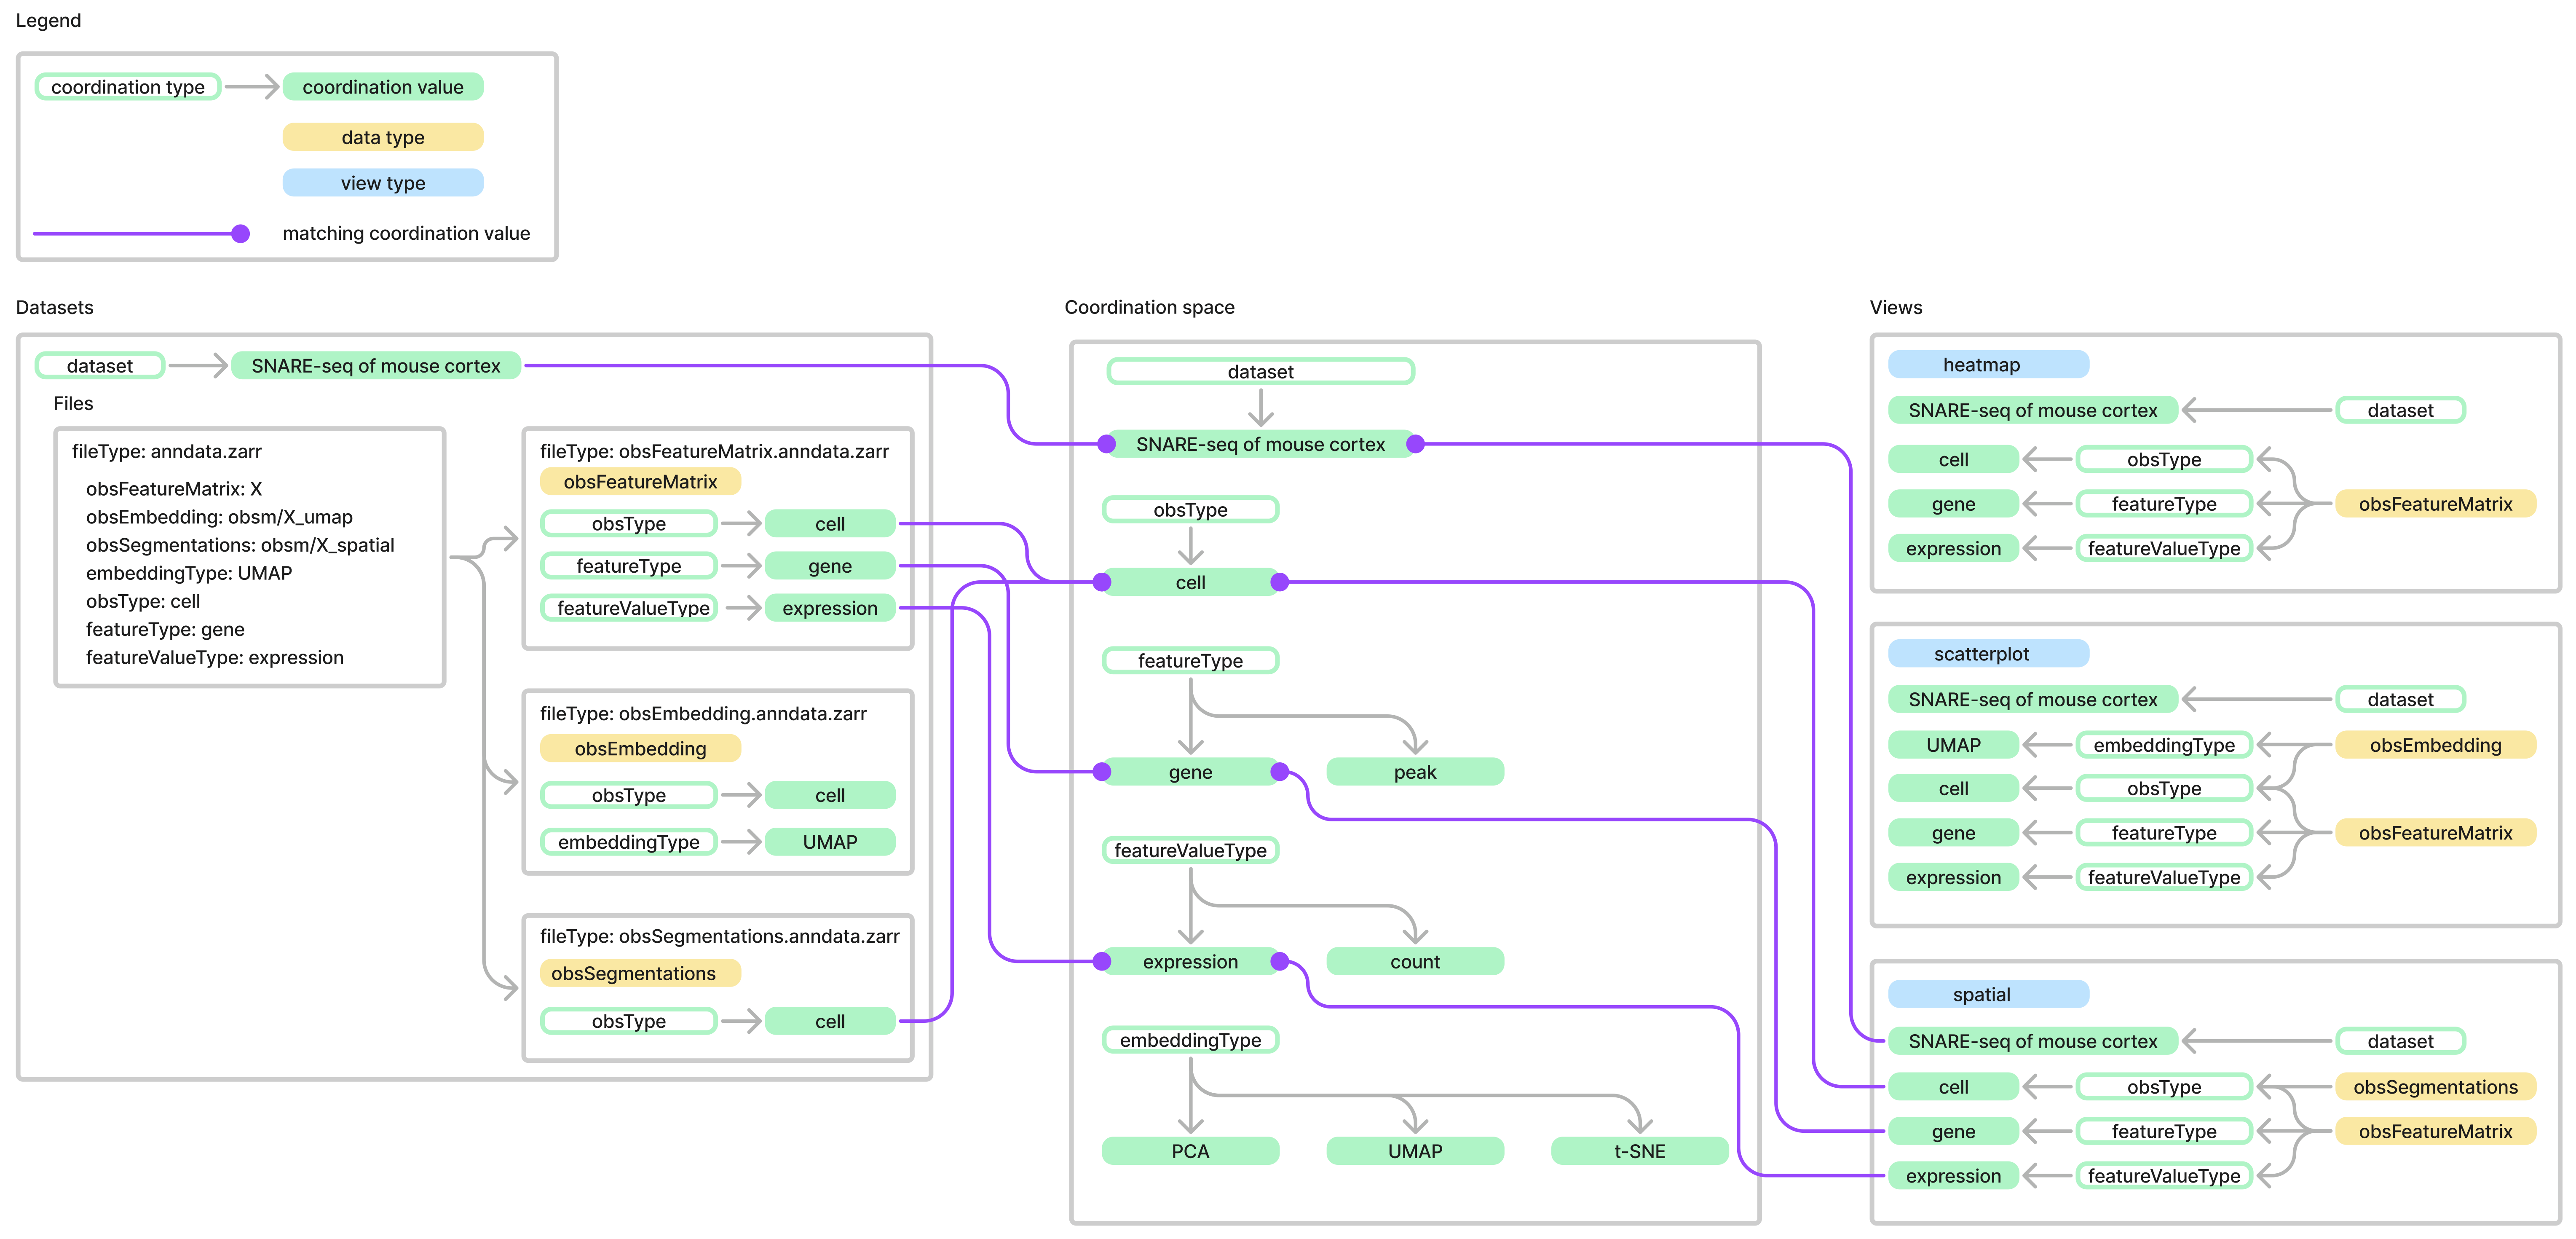 Legend
coordination type
coordination value
data type
view type
matching coordination value
Datasets
dataset
SNARE-seq of mouse cortex
Files
fileType: anndata.zarr
obsFeatureMatrix: X
obsEmbedding: obsm/X_umap
obsSegmentations: obsm/X_spatial
embeddingType: UMAP
obsType: cell
featureType: gene
featureValueType: expression
fileType: obsFeatureMatrix.anndata.zarr
obsFeatureMatrix
obsType
cell
featureType
gene
featureValueType
expression
fileType: obsEmbedding.anndata.zarr
obsEmbedding
obsType
cell
embeddingType
UMAP
fileType: obsSegmentations.anndata.zarr
obsSegmentations
obsType
cell
Coordination space
dataset
SNARE-seq of mouse cortex
obsType
cell
featureType
gene
peak
featureValueType
expression
count
embeddingType
PCA
UMAP
t-SNE
Views
heatmap
SNARE-seq of mouse cortex
dataset
cell
obsType
gene
featureType
obsFeatureMatrix
expression
featureValueType
scatterplot
SNARE-seq of mouse cortex
dataset
UMAP
embeddingType
obsEmbedding
cell
obsType
gene
featureType
obsFeatureMatrix
expression
featureValueType
spatial
SNARE-seq of mouse cortex
dataset
cell
obsType
obsSegmentations
gene
featureType
obsFeatureMatrix
expression
featureValueType